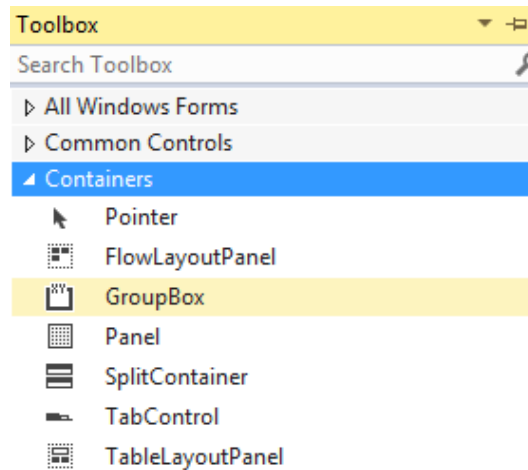 Toolbox
Search Toolbox
All Windows Forms
Common Controls
Containers
Pointer
FlowLayoutPanel
GroupBox
Panel
SplitContainer
TabControl
TableLayoutPanel